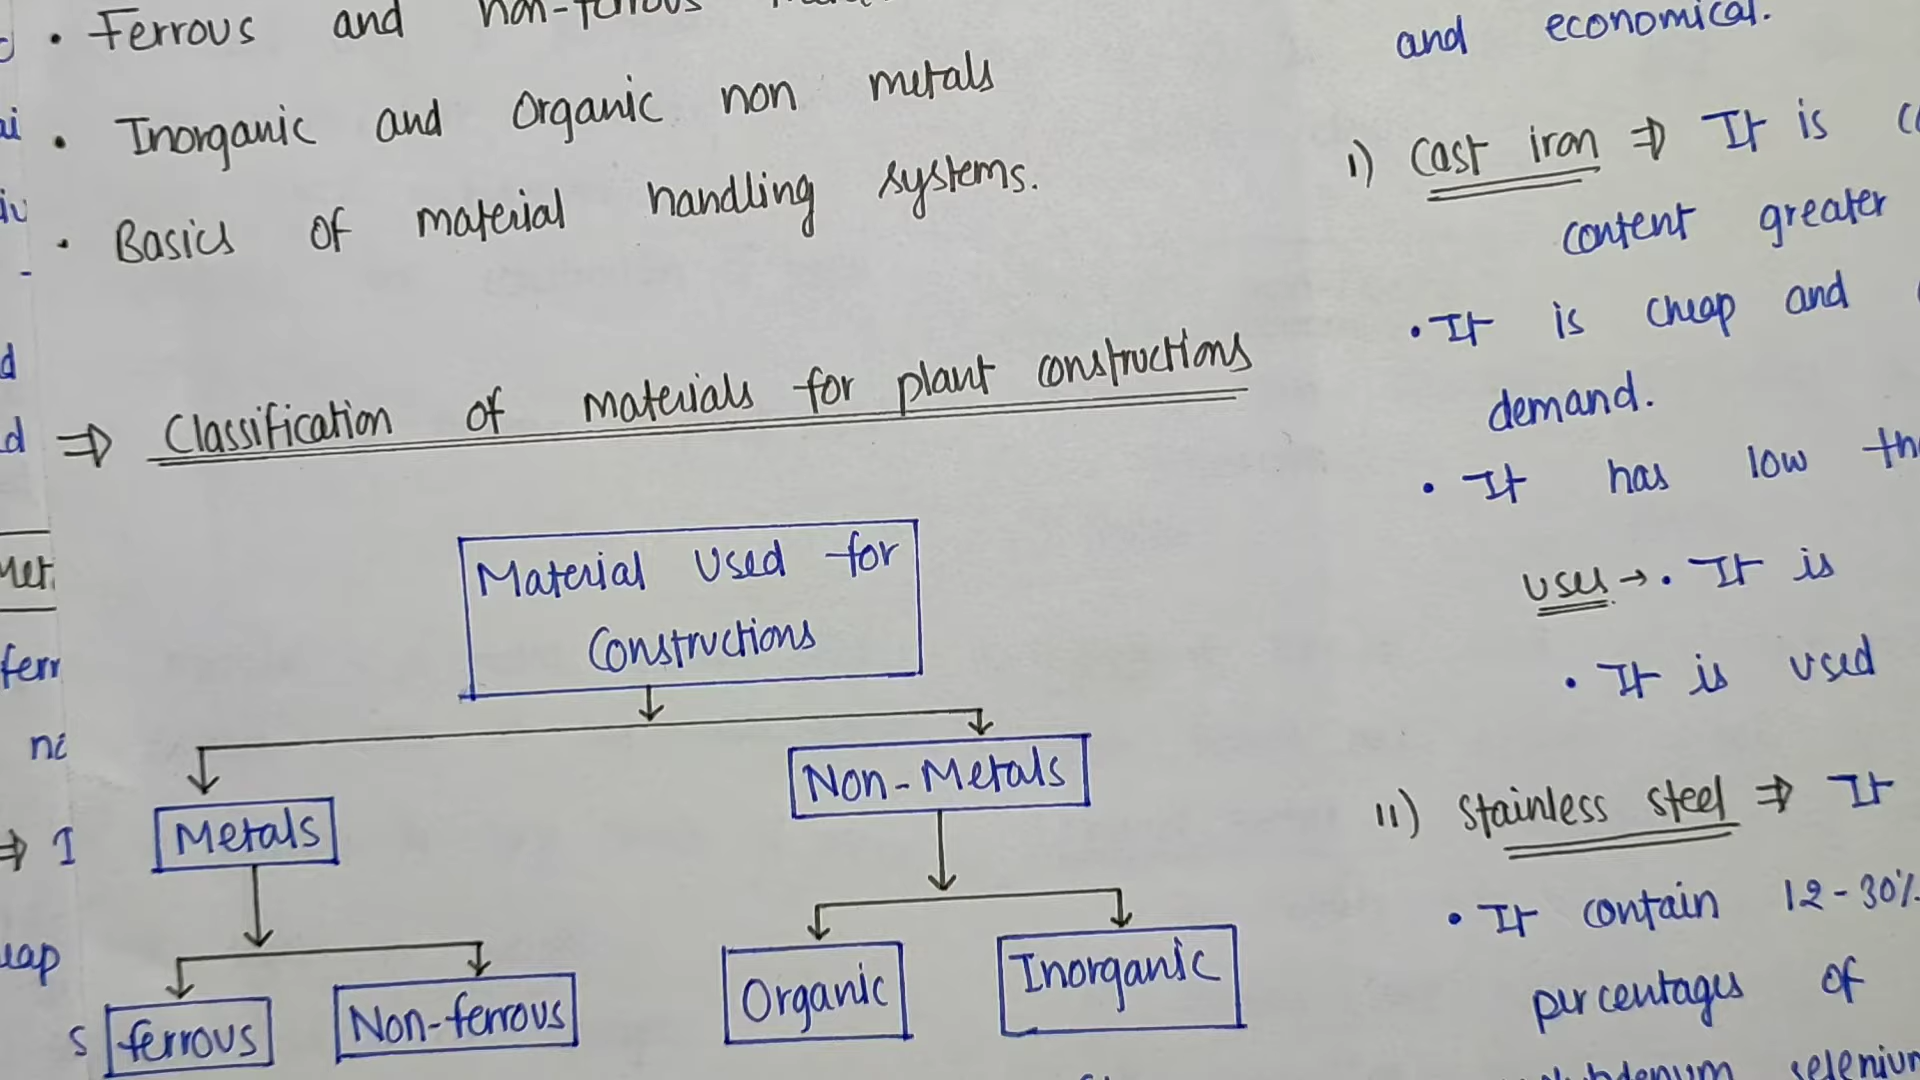 • Ferrous and non-ferrous
• Inorganic and Organic non metals
• Basics of material handling systems.
⇒ Classification of materials for plant constructions
Material Used for
Constructions
Metals
Non-Metals
ferrous
Non-ferrous
Organic
Inorganic
and economical.
i) Cast iron ⇒ It is
content greater
• It is cheap and
demand.
• It has low
uses → • It is
• It is used
ii) Stainless steel ⇒ It
• It contain 12-30%
percentages of